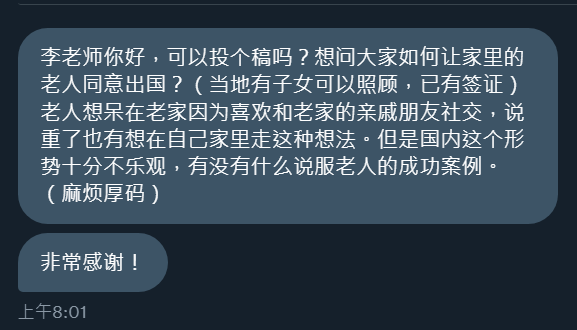 李老师你好，可以投个稿吗？想问大家如何让家里的
老人同意出国？（当地有子女可以照顾，已有签证）
老人想呆在老家因为喜欢和老家的亲戚朋友社交，说
重了也有想在自己家里走这种想法。但是国内这个形
势十分不乐观，有没有什么说服老人的成功案例。
（麻烦厚码）
非常感谢！
上午8:01